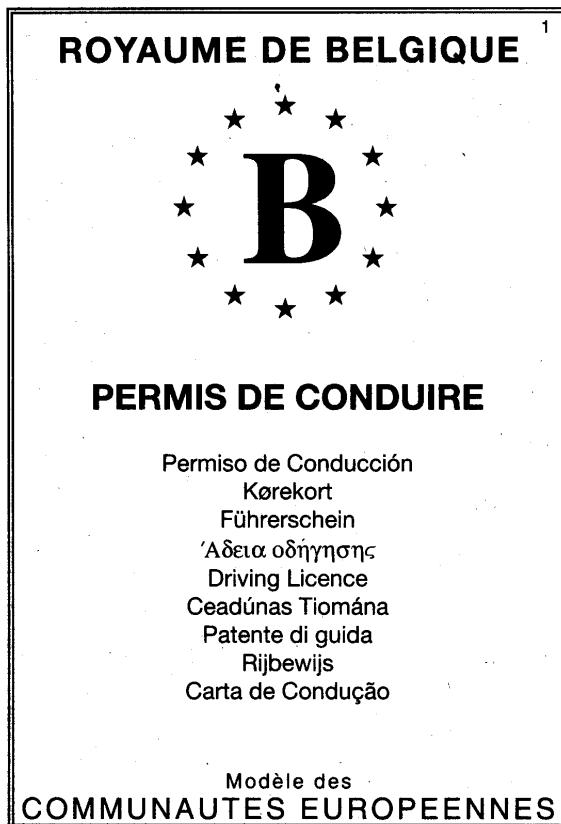 1
ROYAUME DE BELGIQUE
B
PERMIS DE CONDUIRE
Permiso de Conducción
Kørekort
Führerschein
Άδεια οδήγησης
Driving Licence
Ceadúnas Tiomána
Patente di guida
Rijbewijs
Carta de Condução
Modèle des
COMMUNAUTES EUROPEENNES